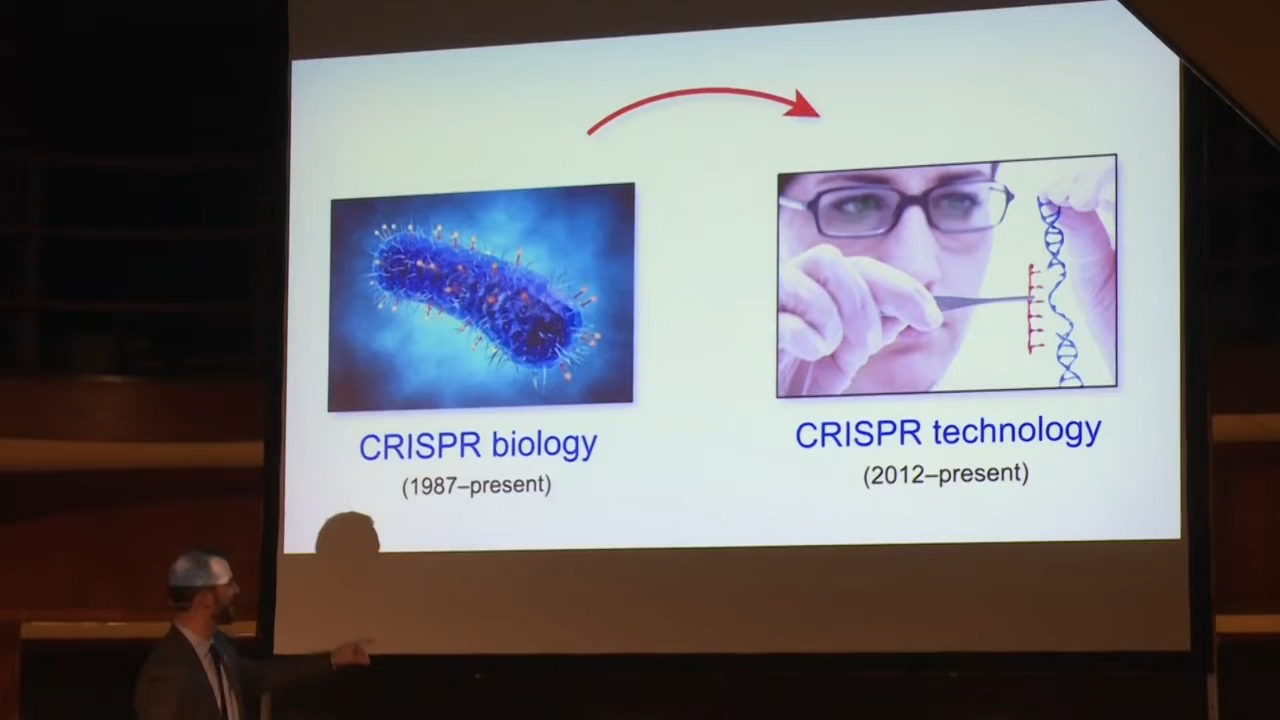 CRISPR biology
(1987–present)
CRISPR technology
(2012–present)